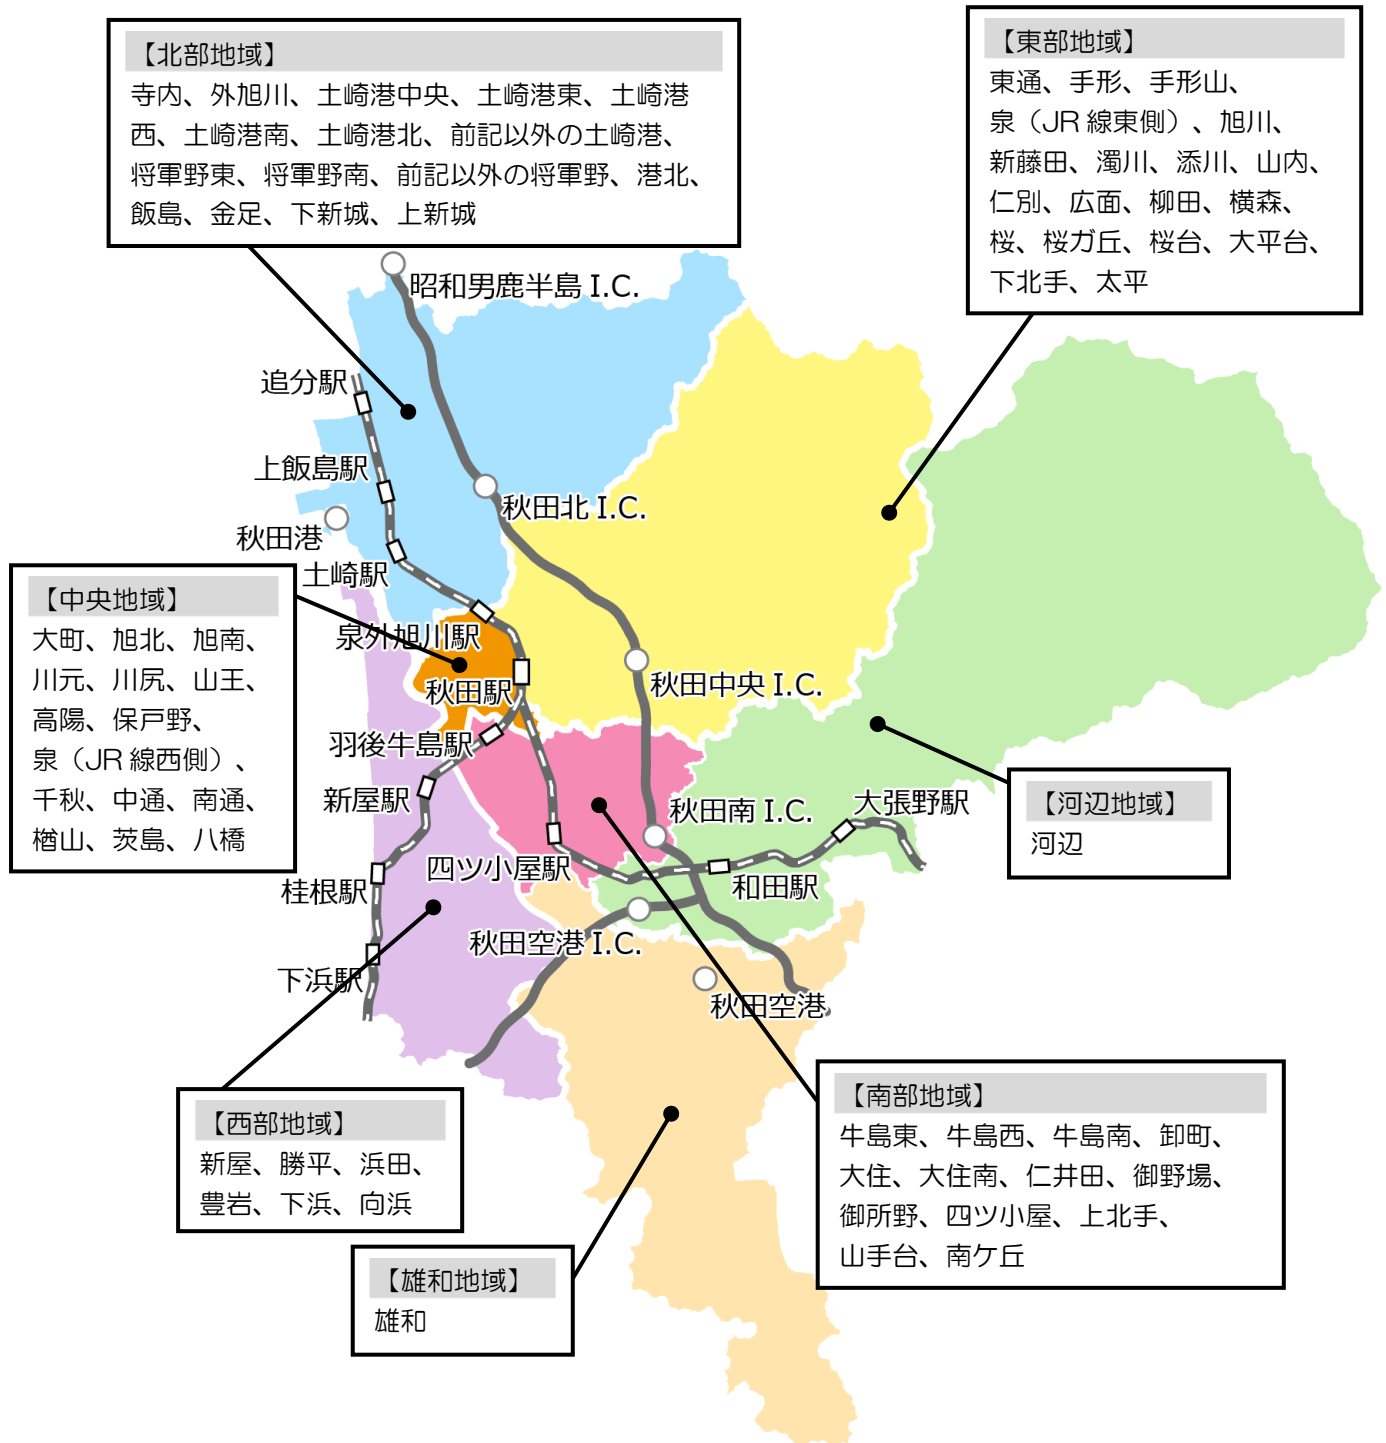 【北部地域】
寺内、外旭川、土崎港中央、土崎港東、土崎港
西、土崎港南、土崎港北、前記以外の土崎港、
将軍野東、将軍野南、前記以外の将軍野、港北、
飯島、金足、下新城、上新城
【東部地域】
東通、手形、手形山、
泉（JR 線東側）、旭川、
新藤田、濁川、添川、山内、
仁別、広面、柳田、横森、
桜、桜ガ丘、桜台、大平台、
下北手、太平
昭和男鹿半島 I.C.
追分駅
上飯島駅
秋田北 I.C.
秋田港
土崎駅
【中央地域】
大町、旭北、旭南、
川元、川尻、山王、
高陽、保戸野、
泉（JR 線西側）、
千秋、中通、南通、
楢山、茨島、八橋
泉外旭川駅
秋田駅
秋田中央 I.C.
羽後牛島駅
新屋駅
秋田南 I.C.
大張野駅
【河辺地域】
河辺
四ツ小屋駅
和田駅
桂根駅
秋田空港 I.C.
下浜駅
秋田空港
【西部地域】
新屋、勝平、浜田、
豊岩、下浜、向浜
【南部地域】
牛島東、牛島西、牛島南、卸町、
大住、大住南、仁井田、御野場、
御所野、四ツ小屋、上北手、
山手台、南ケ丘
【雄和地域】
雄和